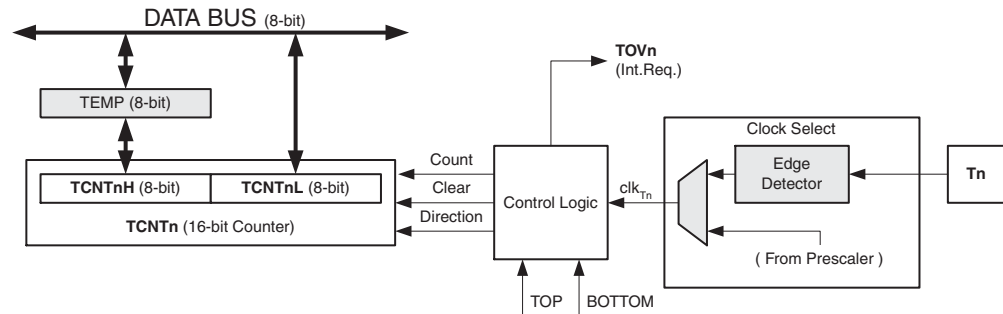 DATA BUS (8-bit)
TOVn
(Int.Req.)
TEMP (8-bit)
Clock Select
Count
Edge
Detector
TCNTnH (8-bit) TCNTnL (8-bit)
Clear
Control Logic
clkTn
Tn
TCNTn (16-bit Counter)
Direction
( From Prescaler )
TOP
BOTTOM